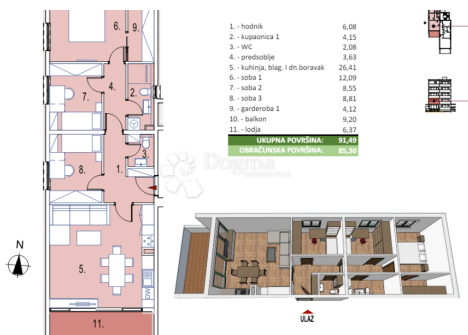 1. - hodnik 6,08
2. - kupaonica 1 4,15
3. - WC 2,08
4. - predsoblje 3,63
5. - kuhinja, blag. I dn.boravak 26,41
6. - soba 1 12,09
7. - soba 2 8,55
8. - soba 3 8,81
9. - garderoba 1 4,12
10. - balkon 9,20
11. - lodja 6,37
UKUPNA POVRŠINA: 91,49
OBRAČUNSKA POVRŠINA: 85,30
6.
9.
7.
4.
2.
3.
8.
1.
5.
11.
N
Dogma
ULAZ